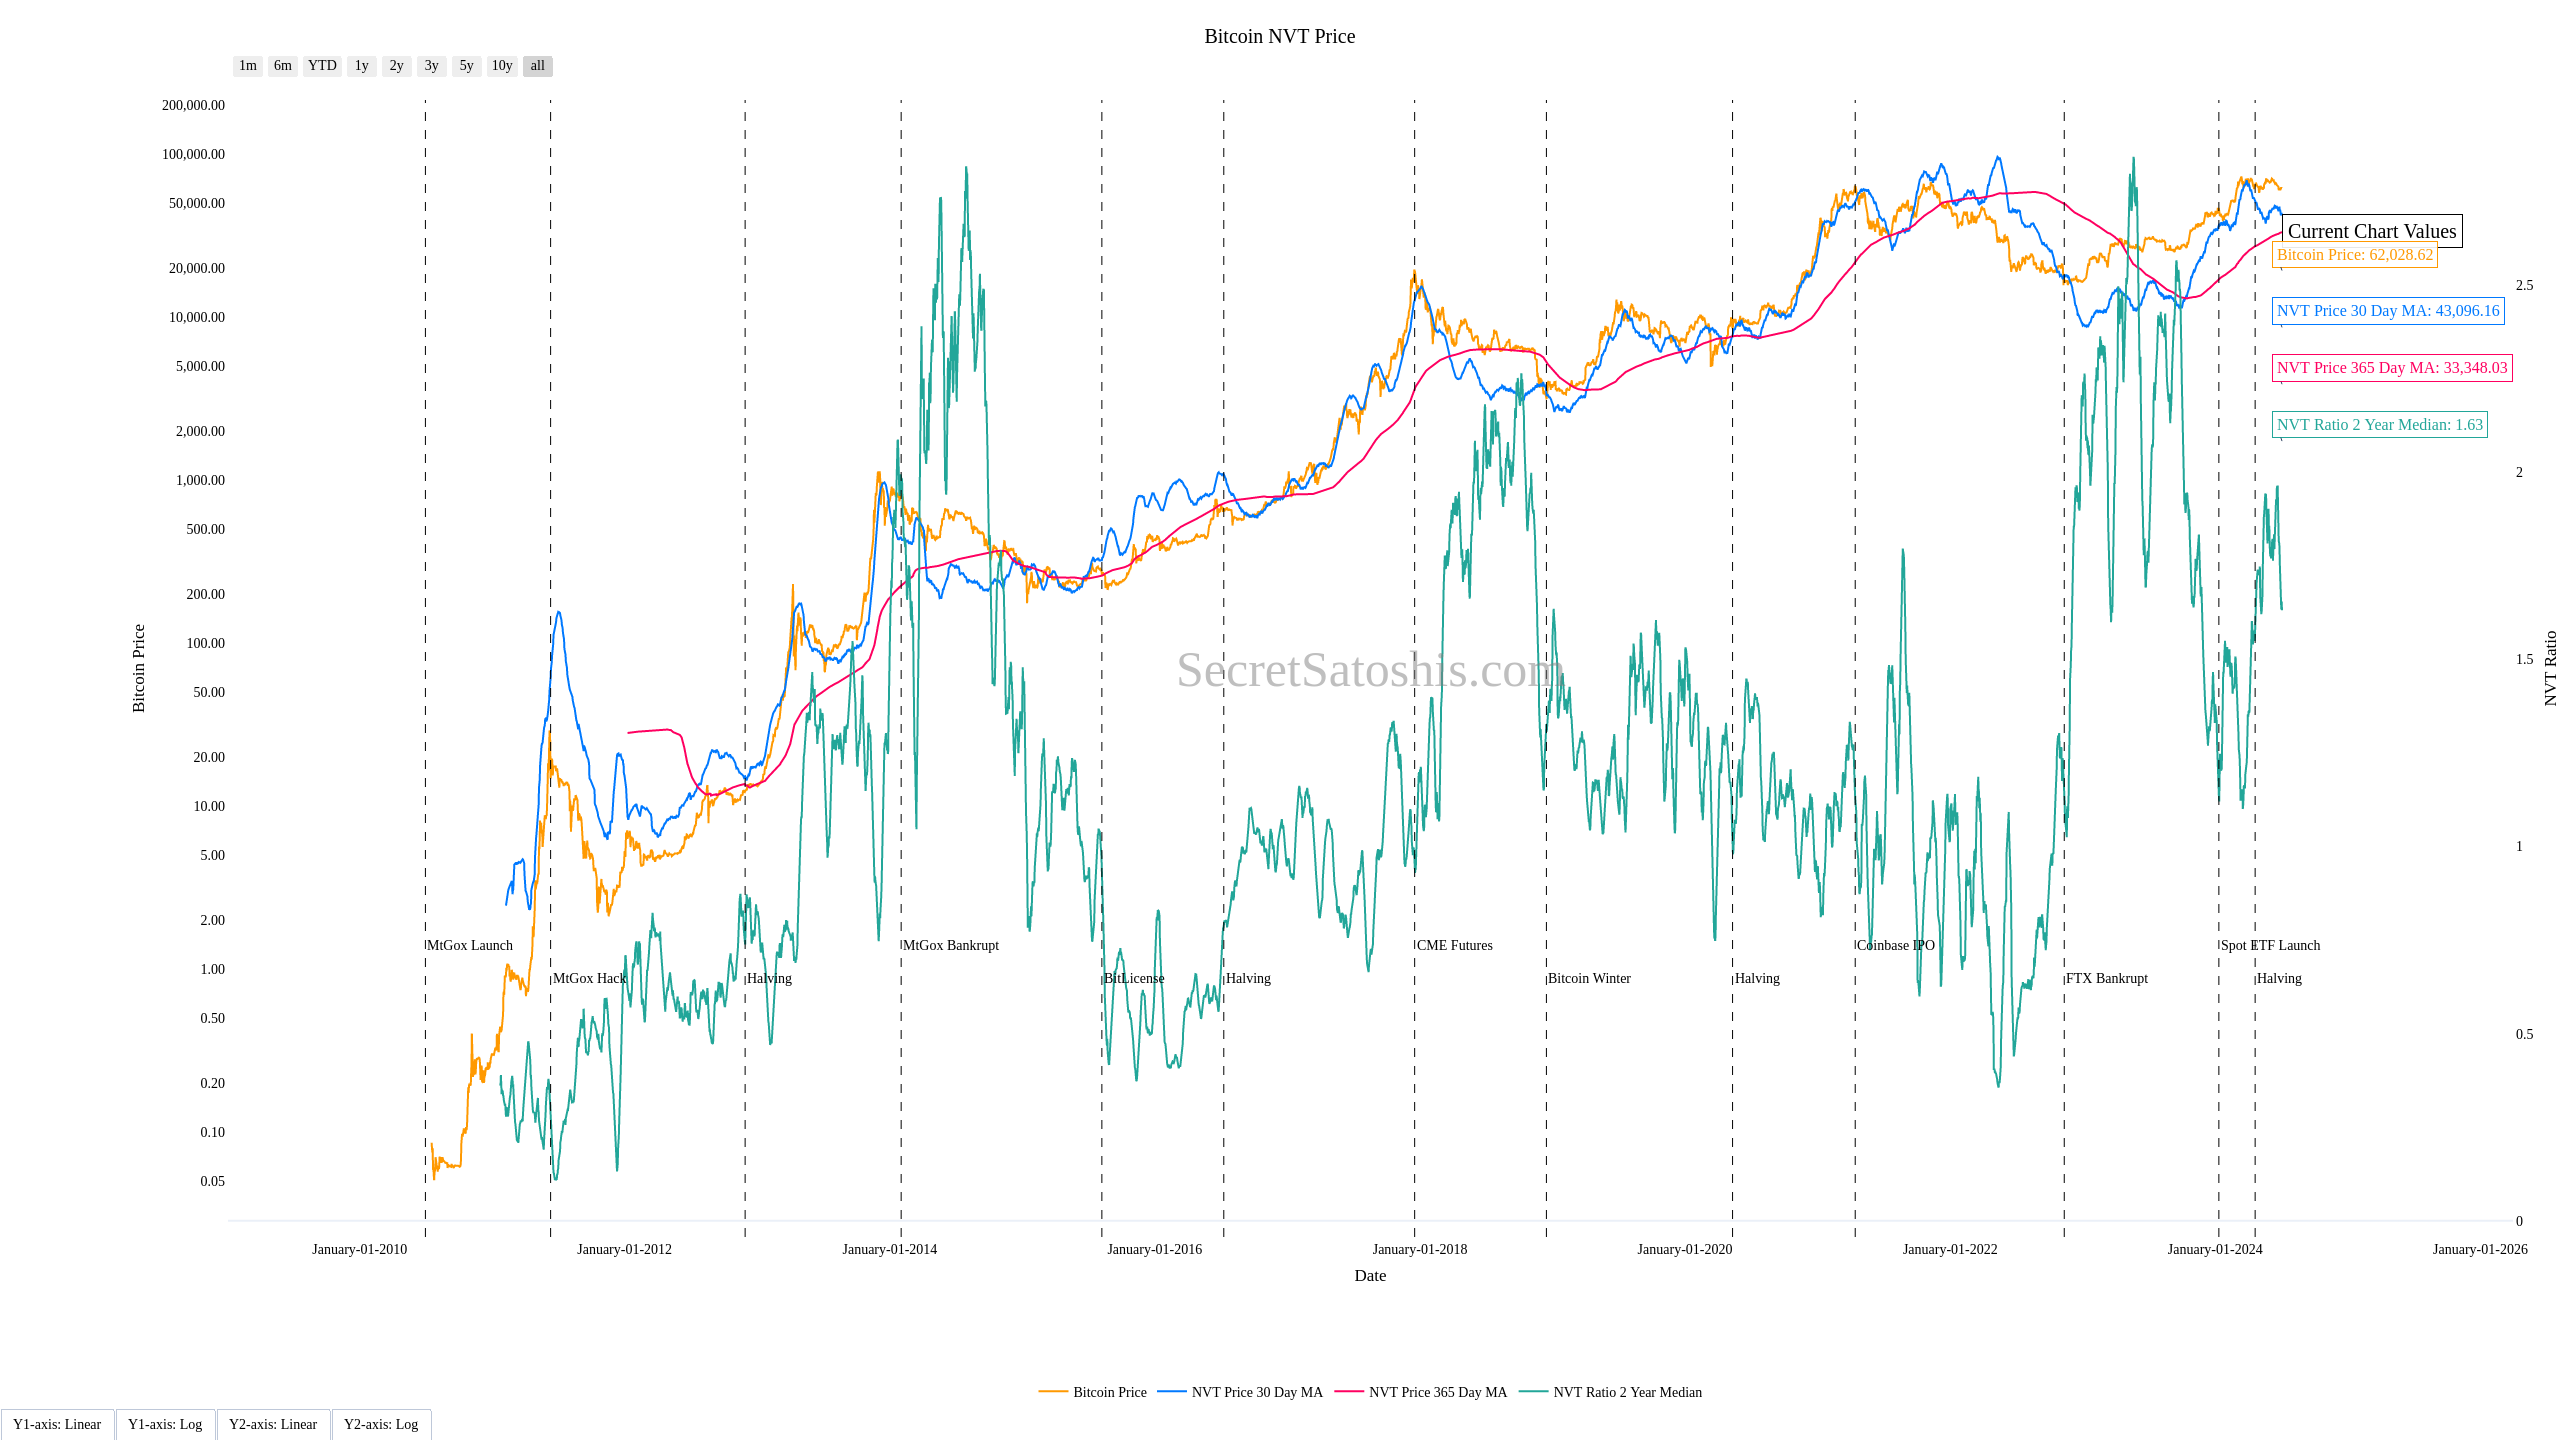 Bitcoin NVT Price
1m 6m YTD 1y 2y 3y 5y 10y all
200,000.00
100,000.00
50,000.00
20,000.00
10,000.00
5,000.00
2,000.00
1,000.00
500.00
200.00
100.00
50.00
20.00
10.00
5.00
2.00
1.00
0.50
0.20
0.10
0.05
Bitcoin Price
Current Chart Values
Bitcoin Price: 62,028.62
NVT Price 30 Day MA: 43,096.16
NVT Price 365 Day MA: 33,348.03
NVT Ratio 2 Year Median: 1.63
2.5
2
1.5
1
0.5
0
NVT Ratio
SecretSatoshis.com
MtGox Launch
MtGox Hack
Halving
MtGox Bankrupt
BitLicense
Halving
CME Futures
Bitcoin Winter
Halving
Coinbase IPO
FTX Bankrupt
Spot ETF Launch
Halving
January-01-2010 January-01-2012 January-01-2014 January-01-2016 January-01-2018 January-01-2020 January-01-2022 January-01-2024 January-01-2026
Date
Bitcoin Price NVT Price 30 Day MA NVT Price 365 Day MA NVT Ratio 2 Year Median
Y1-axis: Linear Y1-axis: Log Y2-axis: Linear Y2-axis: Log